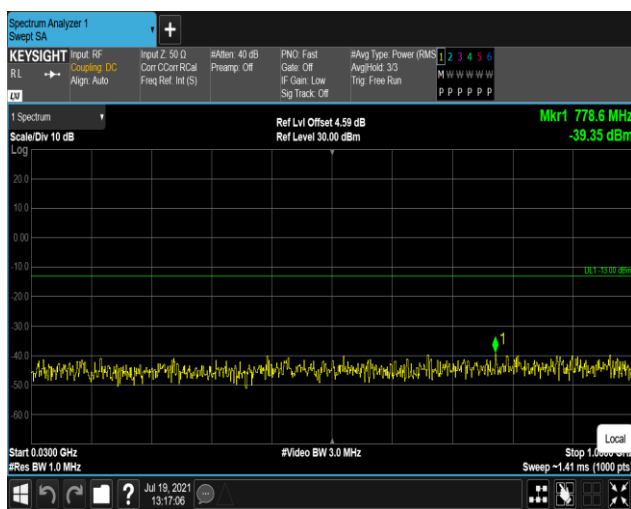 Spectrum Analyzer 1
Swept SA
+
KEYSIGHT
RL
Input: RF
Coupling: DC
Align: Auto
Input Z: 50 Ω
Corr CCorr RCal
Freq Ref: Int (S)
#Atten: 40 dB
Preamp: Off
PNO: Fast
Gate: Off
IF Gain: Low
Sig Track: Off
#Avg Type: Power (RMS
Avg|Hold: 3/3
Trig: Free Run
1 2 3 4 5 6
M W W W W W
P P P P P P
LXI
1 Spectrum
Scale/Div 10 dB
Ref Lvl Offset 4.59 dB
Ref Level 30.00 dBm
Mkr1 778.6 MHz
-39.35 dBm
Log
20.0
10.0
0.00
-10.0
DL1 -13.00 dBm
-20.0
-30.0
1
-40.0
-50.0
-60.0
Local
Start 0.0300 GHz
#Video BW 3.0 MHz
Stop 1.0000 GHz
#Res BW 1.0 MHz
Sweep ~1.41 ms (1000 pts)
?
Jul 19, 2021
13:17:06